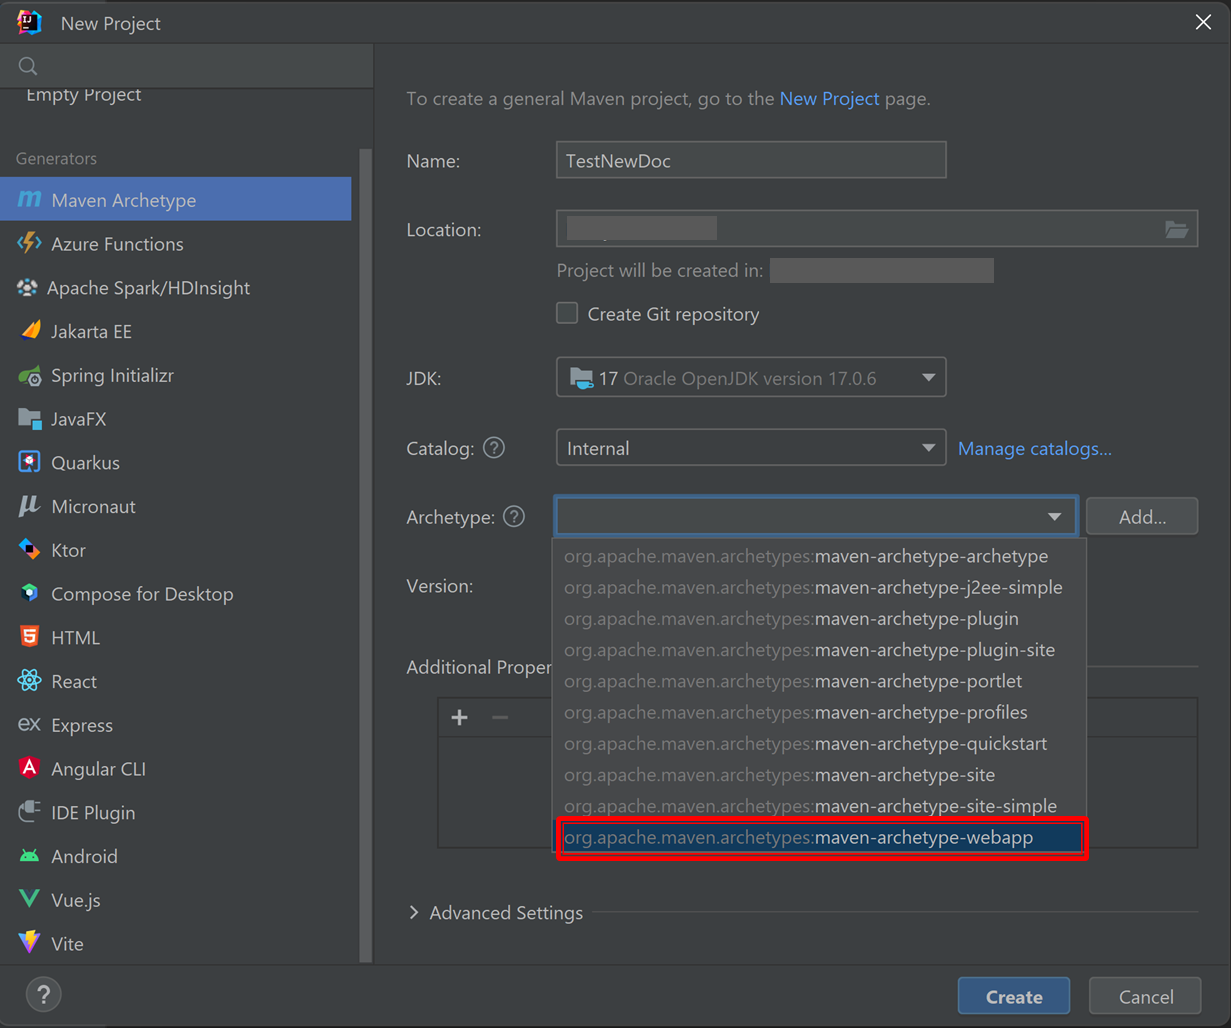 New Project
Empty Project
Generators
Maven Archetype
Azure Functions
Apache Spark/HDInsight
Jakarta EE
Spring Initializr
JavaFX
Quarkus
Micronaut
Ktor
Compose for Desktop
HTML
React
ex Express
Angular CLI
IDE Plugin
Android
Vue.js
Vite
To create a general Maven project, go to the New Project page.
Name: TestNewDoc
Location:
Project will be created in:
Create Git repository
JDK: 17 Oracle OpenJDK version 17.0.6
Catalog: ? Internal Manage catalogs...
Archetype: ? Add...
org.apache.maven.archetypes:maven-archetype-archetype
org.apache.maven.archetypes:maven-archetype-j2ee-simple
Version:
org.apache.maven.archetypes:maven-archetype-plugin
org.apache.maven.archetypes:maven-archetype-plugin-site
Additional Proper
org.apache.maven.archetypes:maven-archetype-portlet
org.apache.maven.archetypes:maven-archetype-profiles
org.apache.maven.archetypes:maven-archetype-quickstart
org.apache.maven.archetypes:maven-archetype-site
org.apache.maven.archetypes:maven-archetype-site-simple
org.apache.maven.archetypes:maven-archetype-webapp
Advanced Settings
? Create Cancel